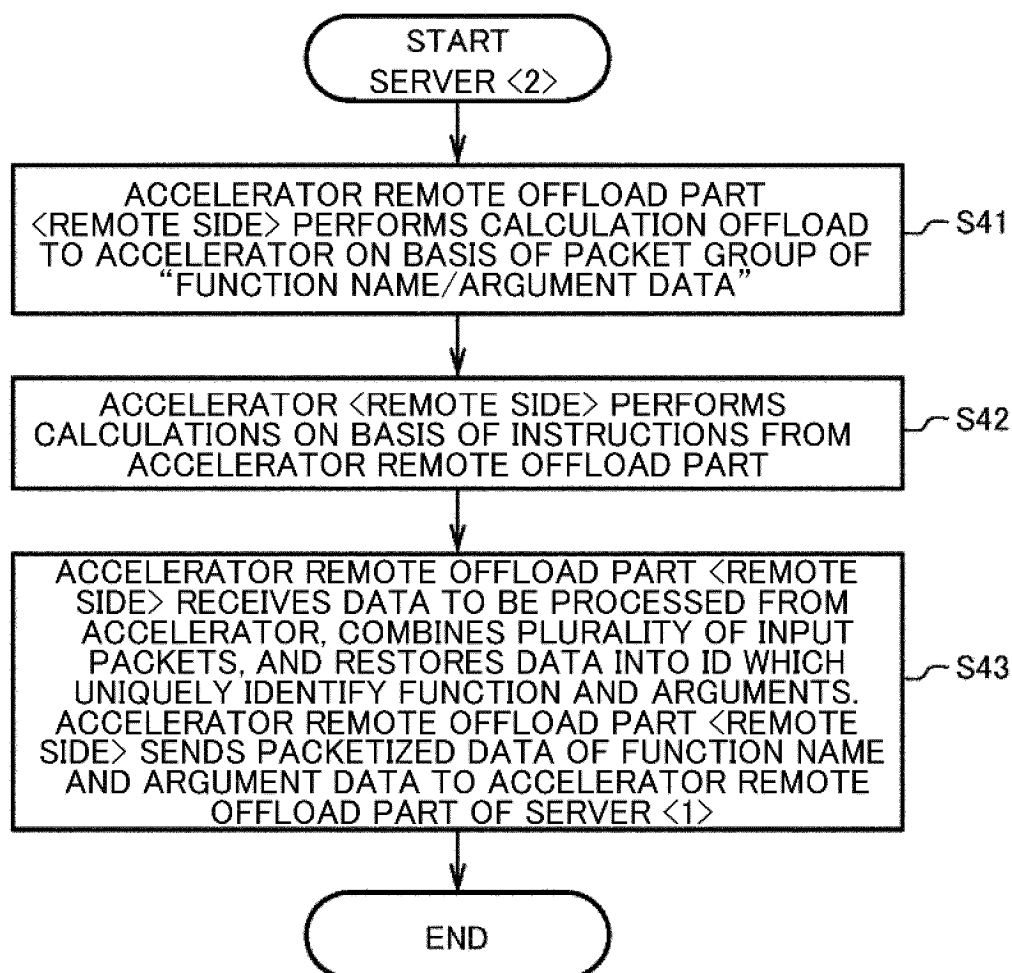 START
SERVER <2>
ACCELERATOR REMOTE OFFLOAD PART
<REMOTE SIDE> PERFORMS CALCULATION OFFLOAD
TO ACCELERATOR ON BASIS OF PACKET GROUP OF
“FUNCTION NAME/ARGUMENT DATA”
S41
ACCELERATOR <REMOTE SIDE> PERFORMS
CALCULATIONS ON BASIS OF INSTRUCTIONS FROM
ACCELERATOR REMOTE OFFLOAD PART
S42
ACCELERATOR REMOTE OFFLOAD PART <REMOTE
SIDE> RECEIVES DATA TO BE PROCESSED FROM
ACCELERATOR, COMBINES PLURALITY OF INPUT
PACKETS, AND RESTORES DATA INTO ID WHICH
UNIQUELY IDENTIFY FUNCTION AND ARGUMENTS.
ACCELERATOR REMOTE OFFLOAD PART <REMOTE
SIDE> SENDS PACKETIZED DATA OF FUNCTION NAME
AND ARGUMENT DATA TO ACCELERATOR REMOTE
OFFLOAD PART OF SERVER <1>
S43
END